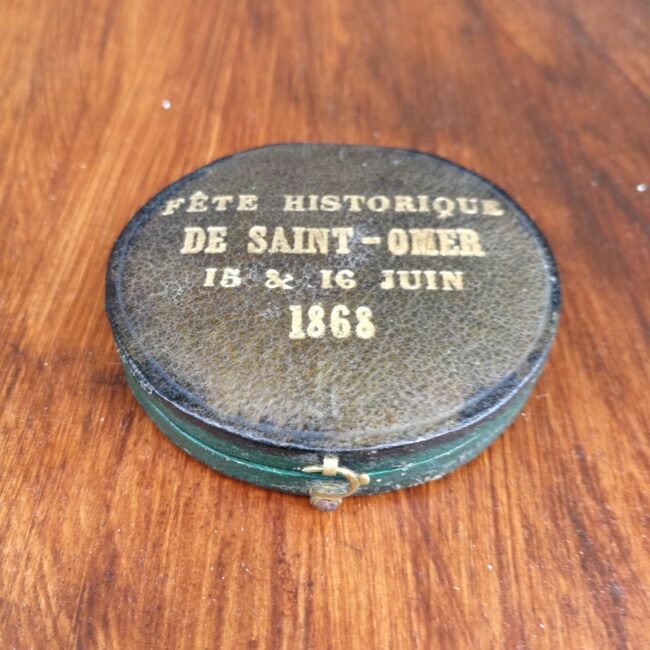 FÊTE HISTORIQUE
DE SAINT-OMER
15 & 16 JUIN
1868